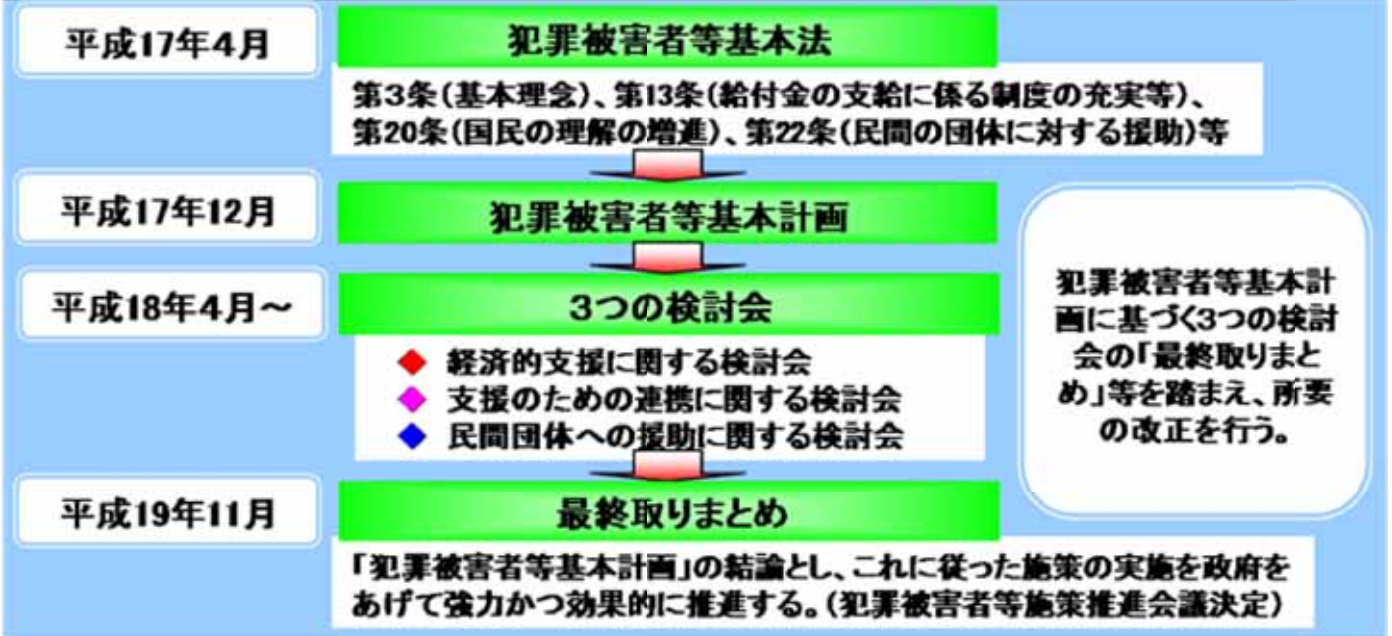 平成17年4月
犯罪被害者等基本法
第3条(基本理念)、第13条(給付金の支給に係る制度の充実等)、
第20条(国民の理解の増進)、第22条(民間の団体に対する援助)等
平成17年12月
犯罪被害者等基本計画
平成18年4月～
3つの検討会
経済的支援に関する検討会
支援のための連携に関する検討会
民間団体への援助に関する検討会
犯罪被害者等基本計
画に基づく3つの検討
会の「最終取りまと
め」等を踏まえ、所要
の改正を行う。
平成19年11月
最終取りまとめ
「犯罪被害者等基本計画」の結論とし、これに従った施策の実施を政府を
あげて強力かつ効果的に推進する。(犯罪被害者等施策推進会議決定)